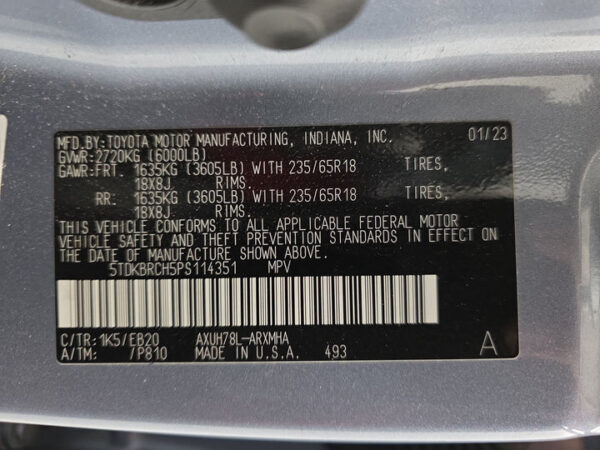 MFD.BY:TOYOTA MOTOR MANUFACTURING, INDIANA, INC. 01/23
GVWR:2720KG (6000LB)
GAWR:FRT. 1635KG (3605LB) WITH 235/65R18 TIRES,
18X8J RIMS.
RR: 1635KG (3605LB) WITH 235/65R18 TIRES,
18X8J RIMS.
THIS VEHICLE CONFORMS TO ALL APPLICABLE FEDERAL MOTOR
VEHICLE SAFETY AND THEFT PREVENTION STANDARDS IN EFFECT ON
THE DATE OF MANUFACTURE SHOWN ABOVE.
5TDKBRCH5PS114351 MPV
C/TR:1K5/EB20 AXUH78L-ARXMHA
A/TM: /P810 MADE IN U.S.A. 493 A